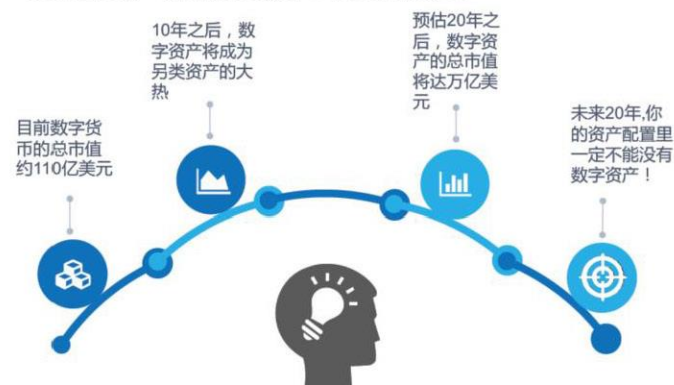 目前数字货
币的总市值
约110亿美元
10年之后，数
字资产将成为
另类资产的大
热
预估20年之
后，数字资
产的总市值
将达万亿美
元
未来20年,你
的资产配置里
一定不能没有
数字资产！